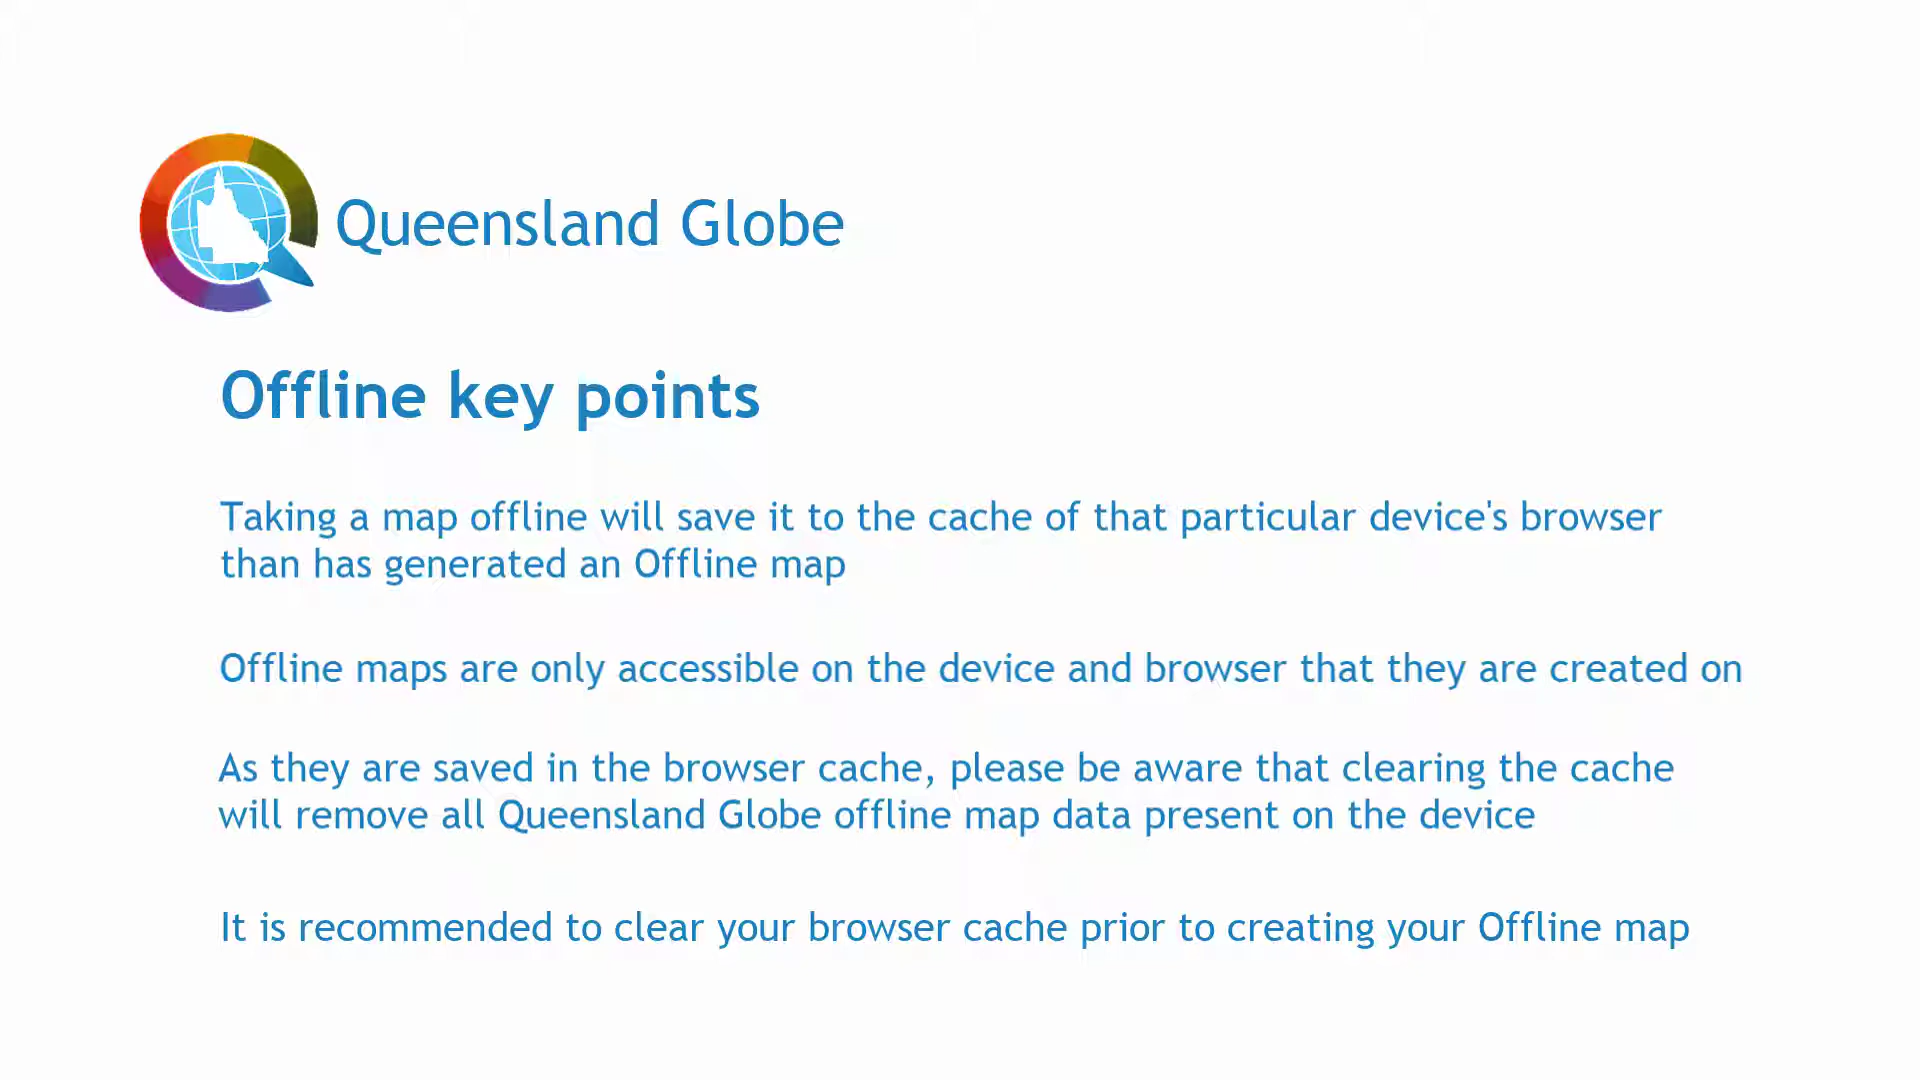 Queensland Globe
Offline key points
Taking a map offline will save it to the cache of that particular device's browser
than has generated an Offline map
Offline maps are only accessible on the device and browser that they are created on
As they are saved in the browser cache, please be aware that clearing the cache
will remove all Queensland Globe offline map data present on the device
It is recommended to clear your browser cache prior to creating your Offline map